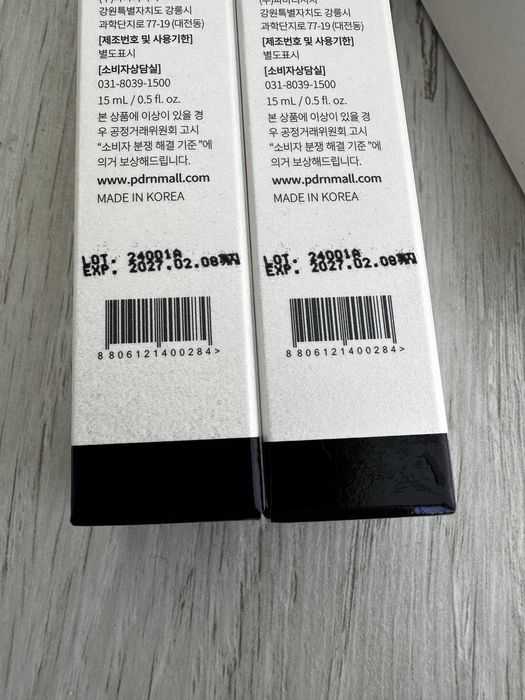 강원특별자치도 강릉시
과학단지로 77-19 (대전동)
[제조번호 및 사용기한]
별도표시
[소비자상담실]
031-8039-1500
15 mL / 0.5 fl. oz.
본 상품에 이상이 있을 경
우 공정거래위원회 고시
“소비자 분쟁 해결 기준 ”에
의거 보상해드립니다.
www.pdrnmall.com
MADE IN KOREA
LOT. 24001A
EXP. 2027.02.08까지
8806121400284>
강원특별자치도 강릉시
과학단지로 77-19 (대전동)
[제조번호 및 사용기한]
별도표시
[소비자상담실]
031-8039-1500
15 mL / 0.5 fl. oz.
본 상품에 이상이 있을 경
우 공정거래위원회 고시
“소비자 분쟁 해결 기준 ”에
의거 보상해드립니다.
www.pdrnmall.com
MADE IN KOREA
LOT. 24001A
EXP. 2027.02.08까지
8806121400284>